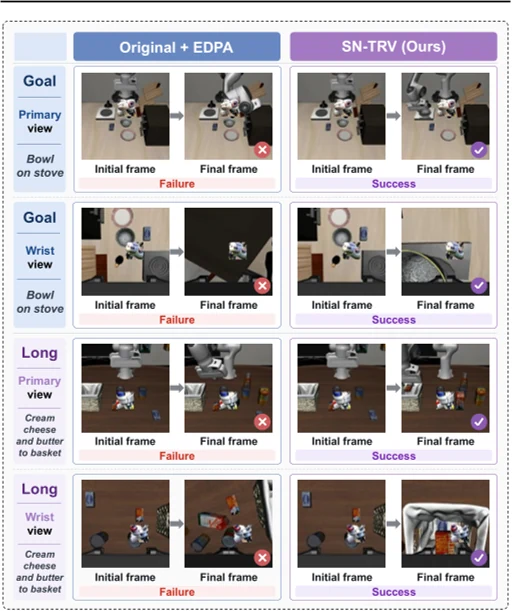 Original + EDPA
SN-TRV (Ours)
Goal
Primary
view
Bowl
on stove
Initial frame
Final frame
Failure
Initial frame
Final frame
Success
Goal
Wrist
view
Bowl
on stove
Initial frame
Final frame
Failure
Initial frame
Final frame
Success
Long
Primary
view
Cream
cheese
and butter
to basket
Initial frame
Final frame
Failure
Initial frame
Final frame
Success
Long
Wrist
view
Cream
cheese
and butter
to basket
Initial frame
Final frame
Failure
Initial frame
Final frame
Success